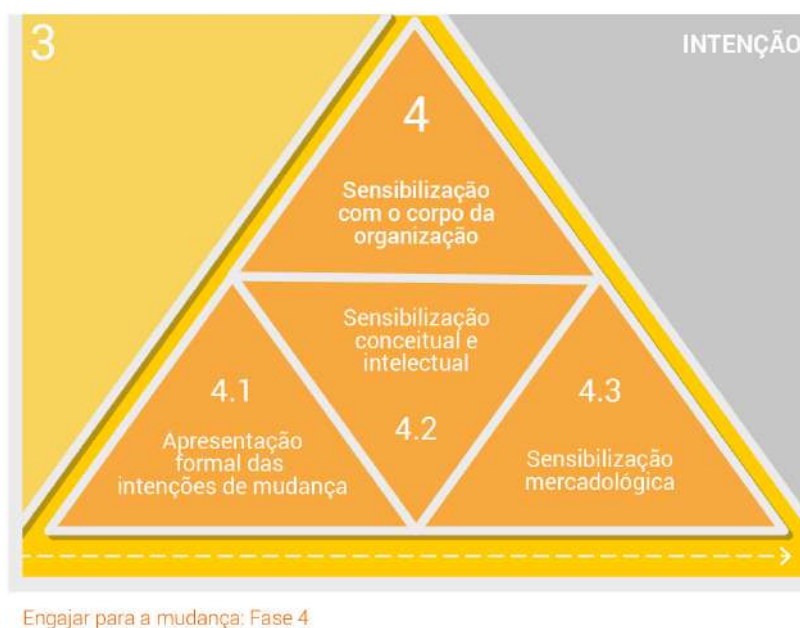 3
INTENÇÃO
4
Sensibilização
com o corpo da
organização
Sensibilização
conceitual e
intelectual
4.2
4.1
Apresentação
formal das
intenções de mudança
4.3
Sensibilização
mercadológica
Engajar para a mudança: Fase 4